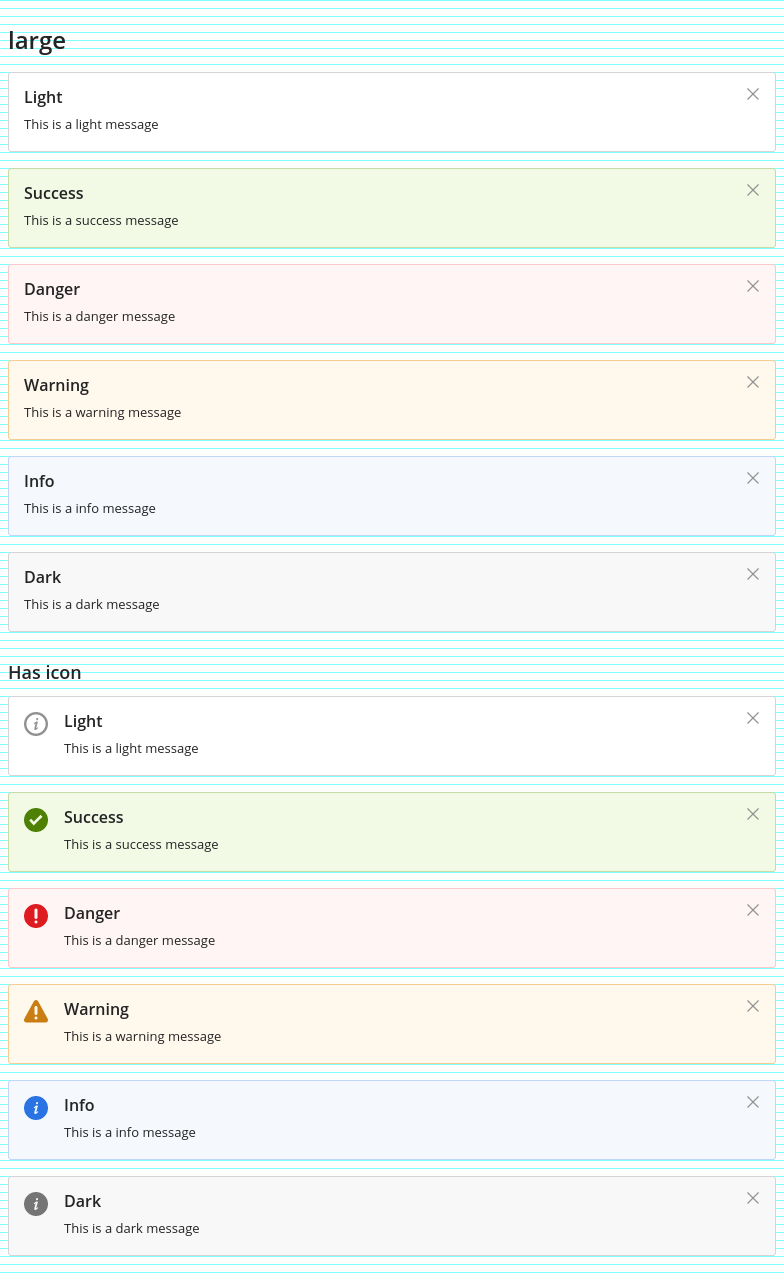 large
Light
This is a light message
Success
This is a success message
Danger
This is a danger message
Warning
This is a warning message
Info
This is a info message
Dark
This is a dark message
Has icon
Light
This is a light message
Success
This is a success message
Danger
This is a danger message
Warning
This is a warning message
Info
This is a info message
Dark
This is a dark message